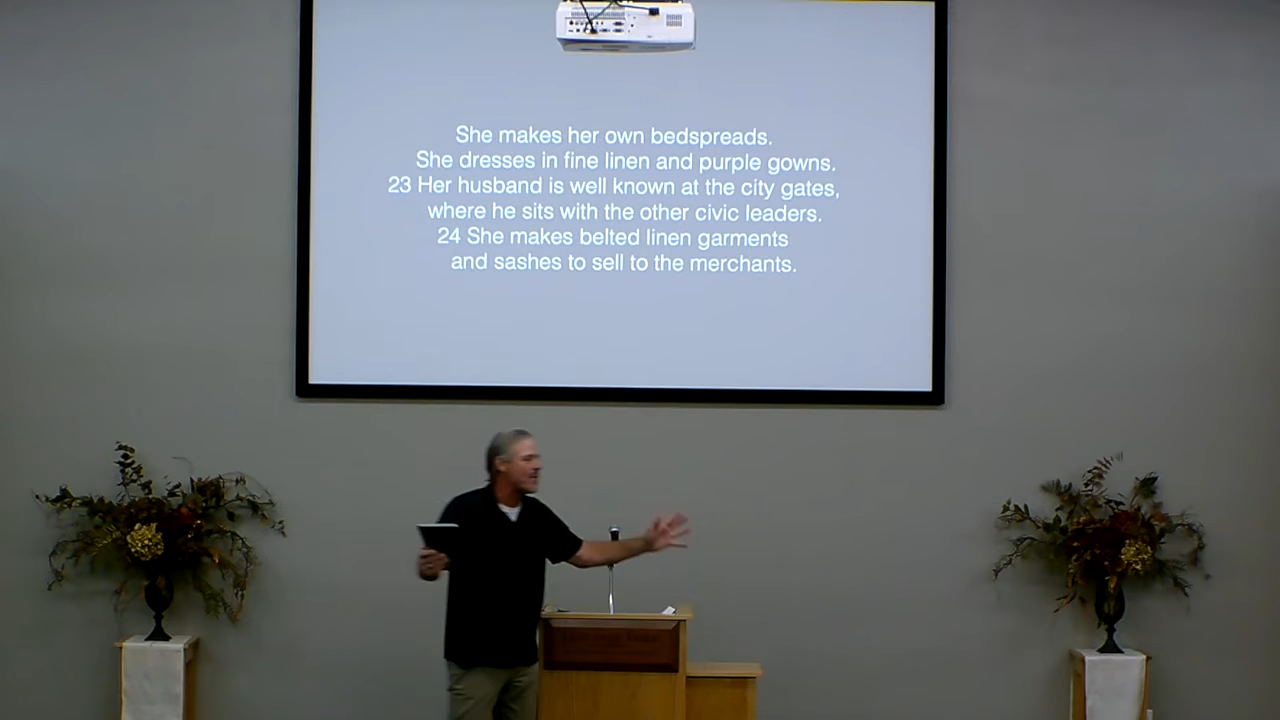 She makes her own bedspreads.
She dresses in fine linen and purple gowns.
23 Her husband is well known at the city gates,
where he sits with the other civic leaders.
24 She makes belted linen garments
and sashes to sell to the merchants.